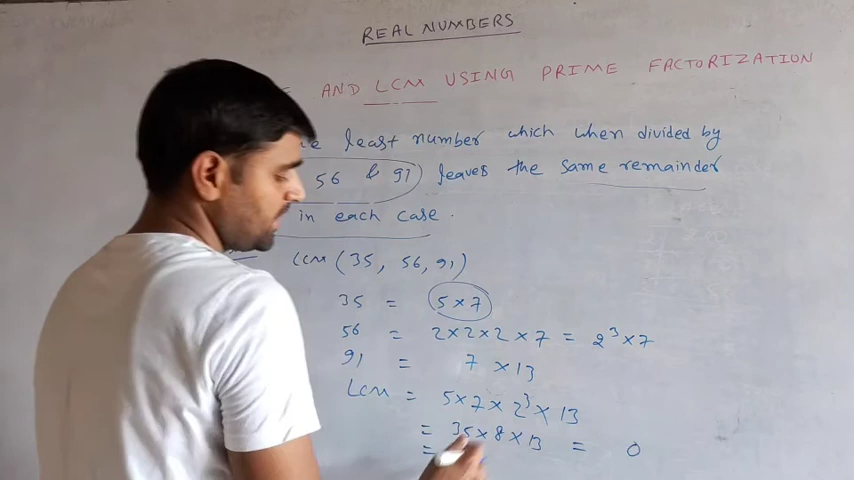 REAL NUMBERS
AND LCM USING PRIME FACTORIZATION
least number which when divided by
56 & 91) leaves the same remainder
in each case.
LCM (35, 56, 91)
35 = 5×7
56 = 2×2×2×7 = 2³×7
91 = 7×13
LCM = 5×7×2³×13
= 35×8×13 = 0
=